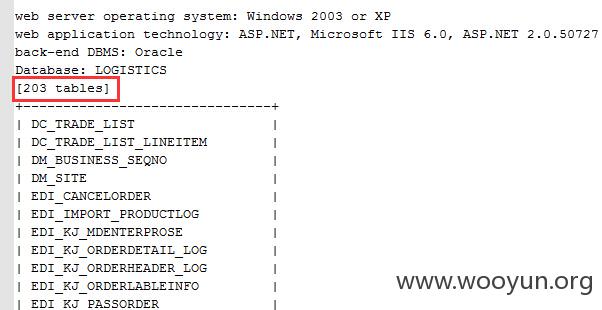 web server operating system: Windows 2003 or XP
web application technology: ASP.NET, Microsoft IIS 6.0, ASP.NET 2.0.50727
back-end DBMS: Oracle
Database: LOGISTICS
[203 tables]
+--------------------------------+
| DC_TRADE_LIST |
| DC_TRADE_LIST_LINEITEM |
| DM_BUSINESS_SEQNO |
| DM_SITE |
| EDI_CANCELORDER |
| EDI_IMPORT_PRODUCTLOG |
| EDI_KJ_MDENTERPROSE |
| EDI_KJ_ORDERDETAIL_LOG |
| EDI_KJ_ORDERHEADER_LOG |
| EDI_KJ_ORDERLABLEINFO |
| EDI_KJ_PASSORDER |
www.wooyun.org